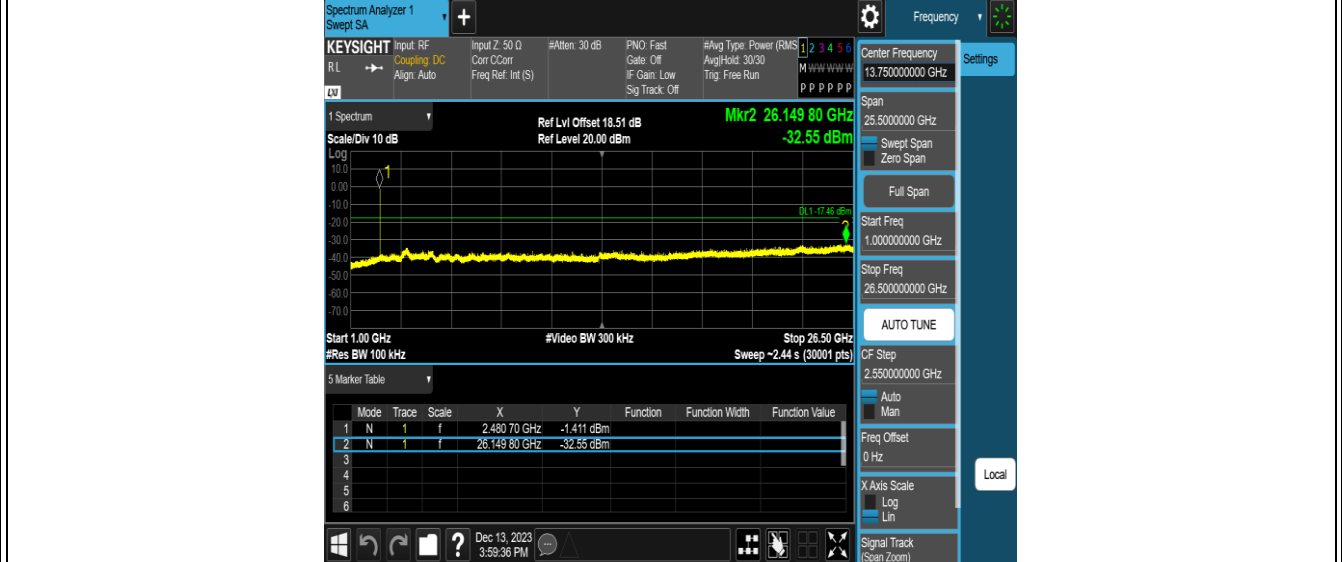 Spectrum Analyzer 1
Swept SA
+
Frequency
KEYSIGHT
RL
LXI
Input: RF
Coupling: DC
Align: Auto
Input Z: 50 Ω
Corr CCorr
Freq Ref: Int (S)
#Atten: 30 dB
PNO: Fast
Gate: Off
IF Gain: Low
Sig Track: Off
#Avg Type: Power (RMS
Avg|Hold: 30/30
Trig: Free Run
1 2 3 4 5 6
M W W W W W
P P P P P P
1 Spectrum
Scale/Div 10 dB
Ref Lvl Offset 18.51 dB
Ref Level 20.00 dBm
Mkr2 26.149 80 GHz
-32.55 dBm
Log
10.0
0.00
-10.0
-20.0
-30.0
-40.0
-50.0
-60.0
-70.0
1
DL1 -17.46 dBm
2
Start 1.00 GHz
#Res BW 100 kHz
#Video BW 300 kHz
Stop 26.50 GHz
Sweep ~2.44 s (30001 pts)
5 Marker Table
Mode Trace Scale X Y Function Function Width Function Value
1 N 1 f 2.480 70 GHz -1.411 dBm
2 N 1 f 26.149 80 GHz -32.55 dBm
3
4
5
6
?
Dec 13, 2023
3:59:36 PM
Center Frequency
13.750000000 GHz
Settings
Span
25.5000000 GHz
Swept Span
Zero Span
Full Span
Start Freq
1.000000000 GHz
Stop Freq
26.500000000 GHz
AUTO TUNE
CF Step
2.550000000 GHz
Auto
Man
Freq Offset
0 Hz
X Axis Scale
Log
Lin
Local
Signal Track
(Span Zoom)